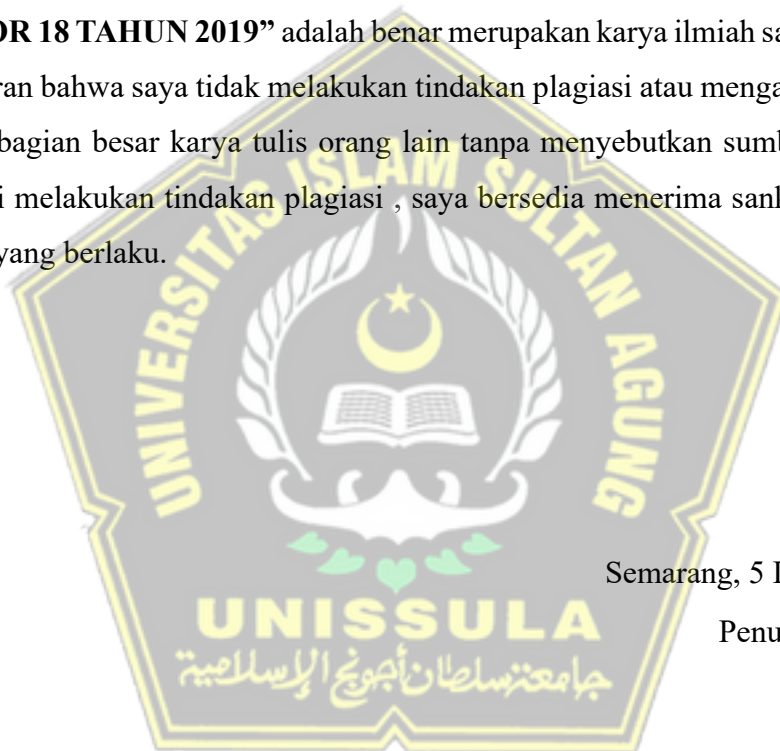 OR 18 TAHUN 2019” adalah benar merupakan karya ilmiah sa
ran bahwa saya tidak melakukan tindakan plagiasi atau menga
bagian besar karya tulis orang lain tanpa menyebutkan sumb
i melakukan tindakan plagiasi , saya bersedia menerima sank
yang berlaku.
UNIVERSITAS ISLAM SULTAN AGUNG
Semarang, 5 D
Penu
UNISSULA
جامعة سلطان أجونج الإسلامية